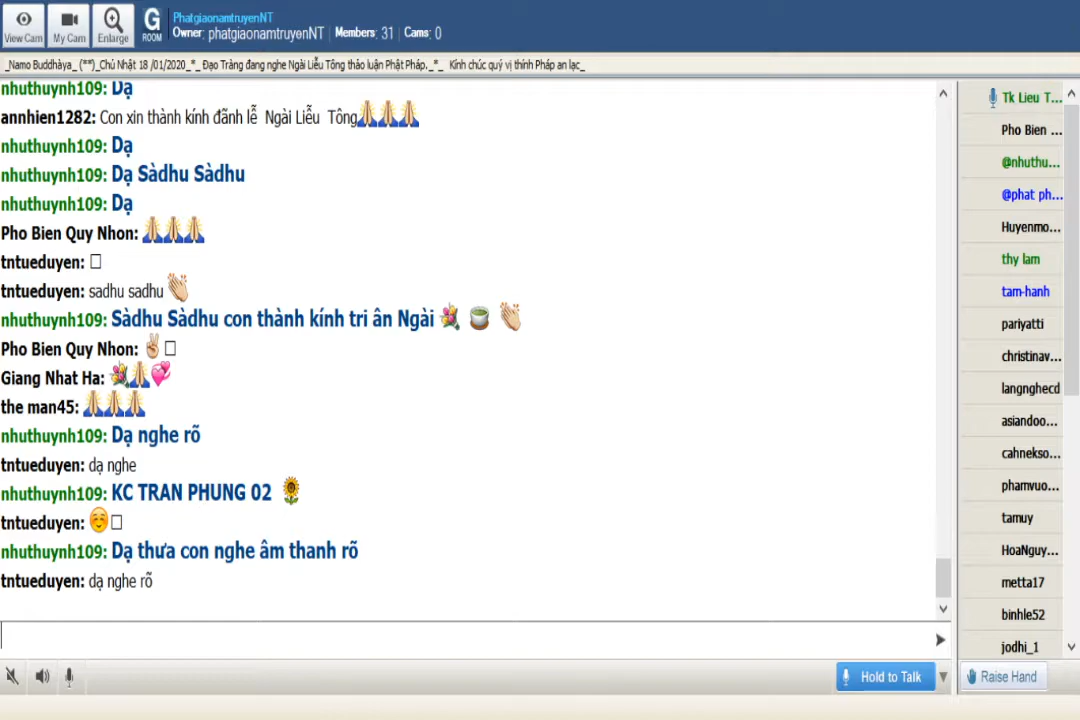 View Cam
My Cam
Enlarge
G
ROOM
PhatgiaonamtruyenNT
Owner: phatgiaonamtruyenNT Members: 31 Cams: 0
_Namo Buddhàya_ (**)_Chủ Nhật 18 /01/2020_*_ Đạo Tràng đang nghe Ngài Liễu Tông thảo luận Phật Pháp._*_ Kính chúc quý vị thính Pháp an lạc_
nhuthuynh109: Dạ
annhien1282: Con xin thành kính đãnh lễ Ngài Liễu Tông🙏🙏🙏
nhuthuynh109: Dạ
nhuthuynh109: Dạ Sàdhu Sàdhu
nhuthuynh109: Dạ
Pho Bien Quy Nhon: 🙏🙏🙏
tntueduyen: □
tntueduyen: sadhu sadhu 👏
nhuthuynh109: Sàdhu Sàdhu con thành kính tri ân Ngài 💐 🍵 👏
Pho Bien Quy Nhon: ✌□
Giang Nhat Ha: 💐🙏💞
the man45: 🙏🙏🙏
nhuthuynh109: Dạ nghe rõ
tntueduyen: dạ nghe
nhuthuynh109: KC TRAN PHUNG 02 🌻
tntueduyen: ☺□
nhuthuynh109: Dạ thưa con nghe âm thanh rõ
tntueduyen: dạ nghe rõ
Hold to Talk
Tk Lieu T...
Pho Bien ...
@nhuthu...
@phat ph...
Huyenmo...
thy lam
tam-hanh
pariyatti
christinav...
langnghecd
asiandoo...
cahnekso...
phamvuo...
tamuy
HoaNguy...
metta17
binhle52
jodhi_1
Raise Hand